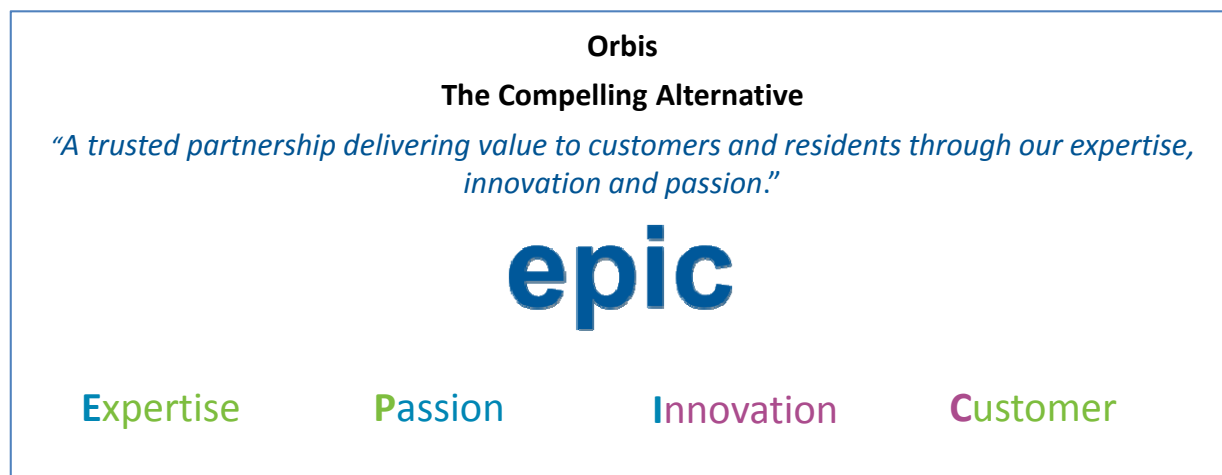 Orbis
The Compelling Alternative
“A trusted partnership delivering value to customers and residents through our expertise,
innovation and passion.”
epic
Expertise Passion Innovation Customer